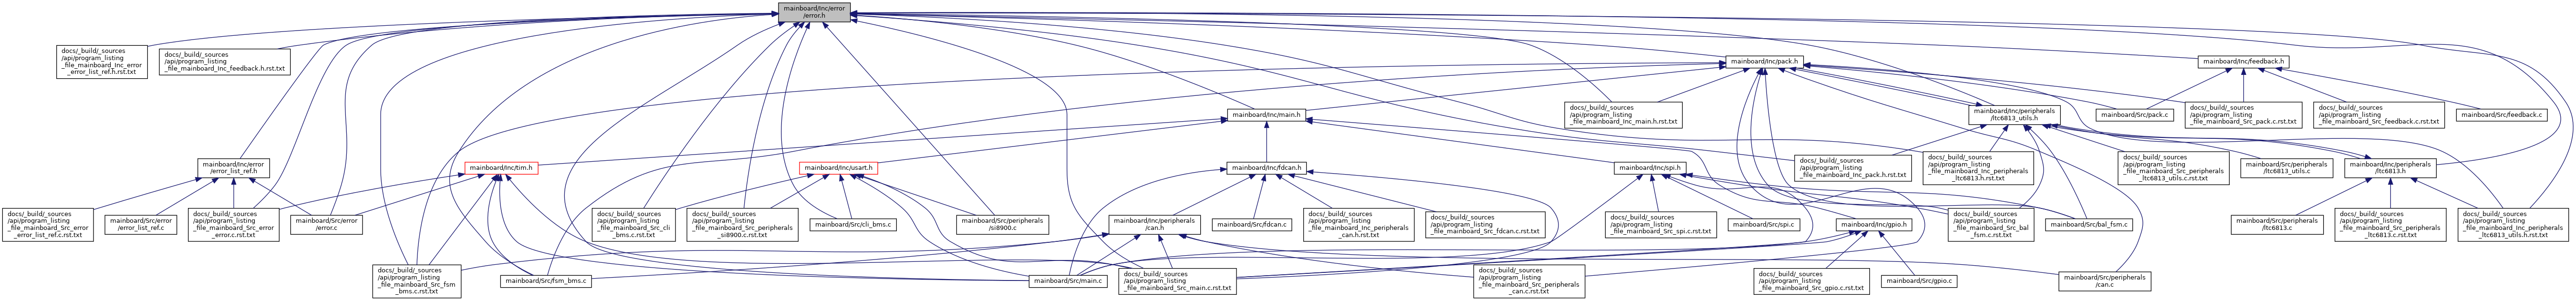 mainboard/Inc/error
/error.h
docs/_build/_sources
/api/program_listing
_file_mainboard_Inc_error
_error_list_ref.h.rst.txt
docs/_build/_sources
/api/program_listing
_file_mainboard_Inc_feedback.h.rst.txt
mainboard/Inc/pack.h
mainboard/Inc/feedback.h
mainboard/Inc/main.h
docs/_build/_sources
/api/program_listing
_file_mainboard_Inc_main.h.rst.txt
mainboard/Inc/peripherals
/ltc6813_utils.h
mainboard/Src/pack.c
docs/_build/_sources
/api/program_listing
_file_mainboard_Src_pack.c.rst.txt
docs/_build/_sources
/api/program_listing
_file_mainboard_Src_feedback.c.rst.txt
mainboard/Src/feedback.c
mainboard/Inc/error
/error_list_ref.h
mainboard/Inc/tim.h
mainboard/Inc/usart.h
mainboard/Inc/fdcan.h
mainboard/Inc/spi.h
docs/_build/_sources
/api/program_listing
_file_mainboard_Inc_pack.h.rst.txt
docs/_build/_sources
/api/program_listing
_file_mainboard_Inc_peripherals
_ltc6813.h.rst.txt
docs/_build/_sources
/api/program_listing
_file_mainboard_Src_peripherals
_ltc6813_utils.c.rst.txt
mainboard/Src/peripherals
/ltc6813_utils.c
mainboard/Inc/peripherals
/ltc6813.h
docs/_build/_sources
/api/program_listing
_file_mainboard_Src_error
_error_list_ref.c.rst.txt
mainboard/Src/error
/error_list_ref.c
docs/_build/_sources
/api/program_listing
_file_mainboard_Src_error
_error.c.rst.txt
mainboard/Src/error
/error.c
docs/_build/_sources
/api/program_listing
_file_mainboard_Src_cli
_bms.c.rst.txt
docs/_build/_sources
/api/program_listing
_file_mainboard_Src_peripherals
_si8900.c.rst.txt
mainboard/Src/cli_bms.c
mainboard/Src/peripherals
/si8900.c
mainboard/Inc/peripherals
/can.h
mainboard/Src/fdcan.c
docs/_build/_sources
/api/program_listing
_file_mainboard_Inc_peripherals
_can.h.rst.txt
docs/_build/_sources
/api/program_listing
_file_mainboard_Src_fdcan.c.rst.txt
docs/_build/_sources
/api/program_listing
_file_mainboard_Src_spi.c.rst.txt
mainboard/Src/spi.c
mainboard/Inc/gpio.h
docs/_build/_sources
/api/program_listing
_file_mainboard_Src_bal
_fsm.c.rst.txt
mainboard/Src/bal_fsm.c
mainboard/Src/peripherals
/ltc6813.c
docs/_build/_sources
/api/program_listing
_file_mainboard_Src_peripherals
_ltc6813.c.rst.txt
docs/_build/_sources
/api/program_listing
_file_mainboard_Inc_peripherals
_ltc6813_utils.h.rst.txt
docs/_build/_sources
/api/program_listing
_file_mainboard_Src_fsm
_bms.c.rst.txt
mainboard/Src/fsm_bms.c
mainboard/Src/main.c
docs/_build/_sources
/api/program_listing
_file_mainboard_Src_main.c.rst.txt
docs/_build/_sources
/api/program_listing
_file_mainboard_Src_peripherals
_can.c.rst.txt
docs/_build/_sources
/api/program_listing
_file_mainboard_Src_gpio.c.rst.txt
mainboard/Src/gpio.c
mainboard/Src/peripherals
/can.c